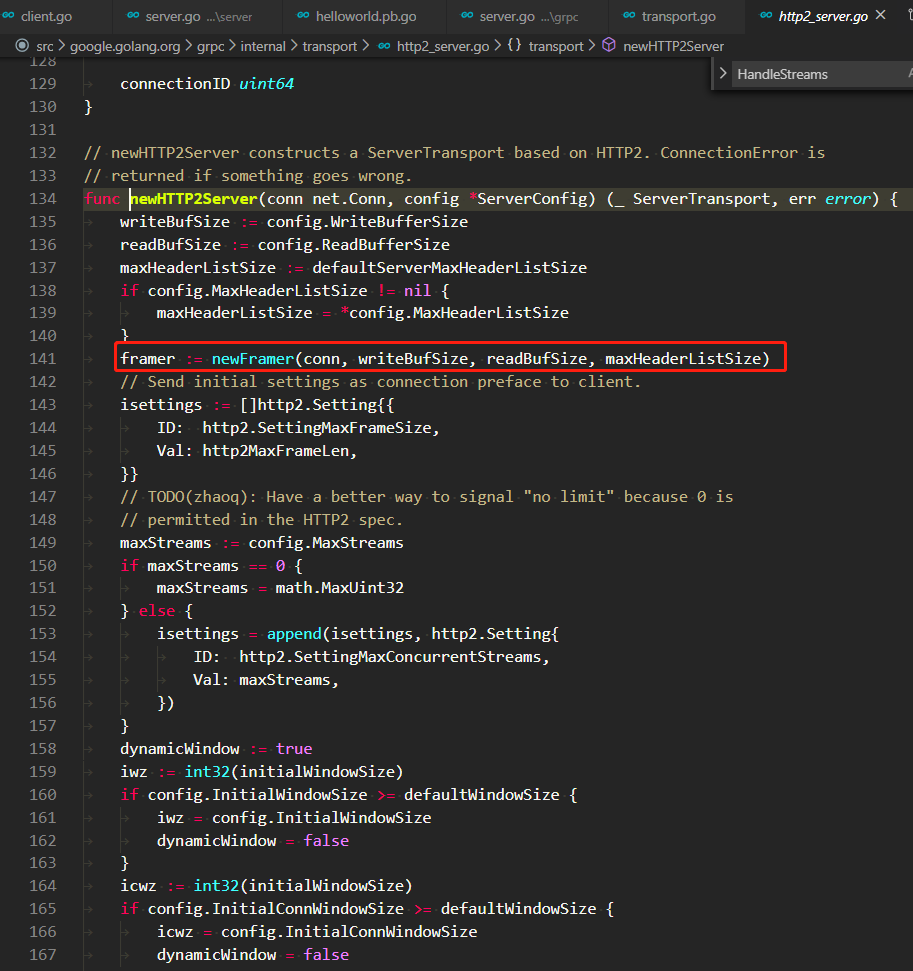 client.go server.go ...\server helloworld.pb.go server.go ...\grpc transport.go http2_server.go
src > google.golang.org > grpc > internal > transport > http2_server.go > {} transport > newHTTP2Server
HandleStreams
128
129 connectionID uint64
130 }
131
132 // newHTTP2Server constructs a ServerTransport based on HTTP2. ConnectionError is
133 // returned if something goes wrong.
134 func newHTTP2Server(conn net.Conn, config *ServerConfig) (_ ServerTransport, err error) {
135 writeBufSize := config.WriteBufferSize
136 readBufSize := config.ReadBufferSize
137 maxHeaderListSize := defaultServerMaxHeaderListSize
138 if config.MaxHeaderListSize != nil {
139 maxHeaderListSize = *config.MaxHeaderListSize
140 }
141 framer := newFramer(conn, writeBufSize, readBufSize, maxHeaderListSize)
142 // Send initial settings as connection preface to client.
143 isettings := []http2.Setting{{
144 ID: http2.SettingMaxFrameSize,
145 Val: http2MaxFrameLen,
146 }}
147 // TODO(zhaoq): Have a better way to signal "no limit" because 0 is
148 // permitted in the HTTP2 spec.
149 maxStreams := config.MaxStreams
150 if maxStreams == 0 {
151 maxStreams = math.MaxUint32
152 } else {
153 isettings = append(isettings, http2.Setting{
154 ID: http2.SettingMaxConcurrentStreams,
155 Val: maxStreams,
156 })
157 }
158 dynamicWindow := true
159 iwz := int32(initialWindowSize)
160 if config.InitialWindowSize >= defaultWindowSize {
161 iwz = config.InitialWindowSize
162 dynamicWindow = false
163 }
164 icwz := int32(initialWindowSize)
165 if config.InitialConnWindowSize >= defaultWindowSize {
166 icwz = config.InitialConnWindowSize
167 dynamicWindow = false